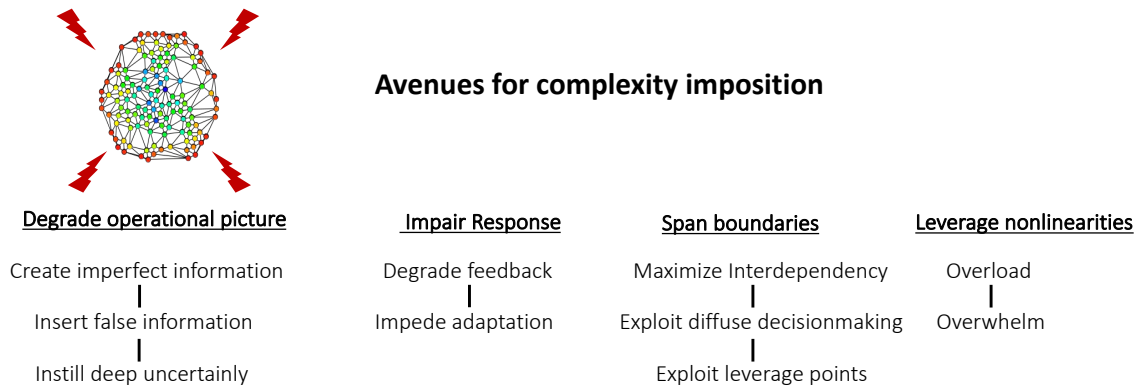 Avenues for complexity imposition
Degrade operational picture
Create imperfect information
Insert false information
Instill deep uncertainly
Impair Response
Degrade feedback
Impede adaptation
Span boundaries
Maximize Interdependency
Exploit diffuse decisionmaking
Exploit leverage points
Leverage nonlinearities
Overload
Overwhelm